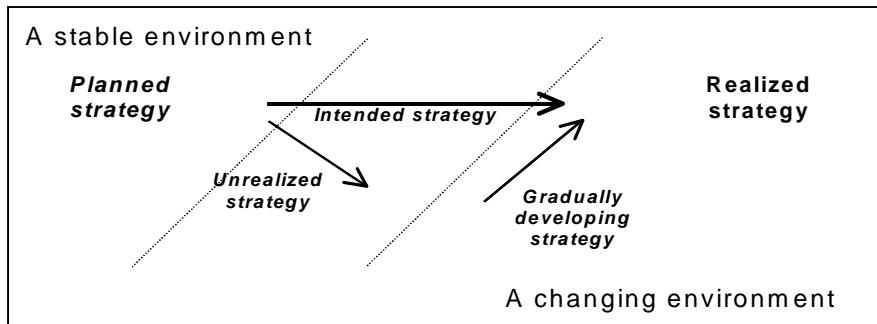 A stable environment
Planned
strategy
Intended strategy
Realized
strategy
Unrealized
strategy
Gradually
developing
strategy
A changing environment